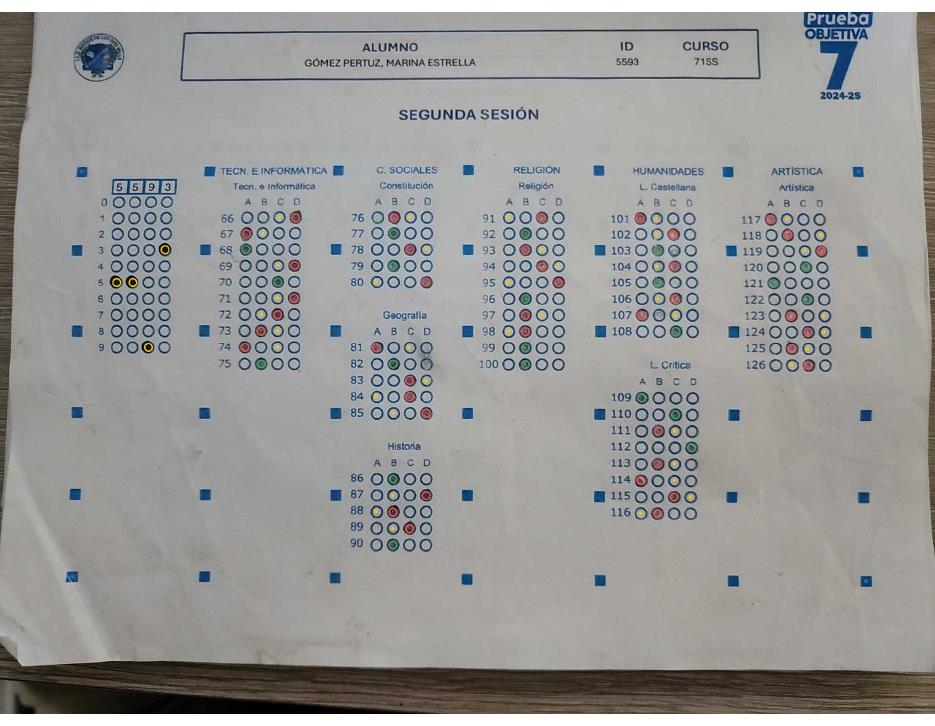 Prueba
OBJETIVA
7
2024-25
ALUMNO ID CURSO
GÓMEZ PERTUZ, MARINA ESTRELLA 5593 71SS
SEGUNDA SESIÓN
5 5 9 3
0
1
2
3
4
5
6
7
8
9
TECN. E INFORMÁTICA
Tecn. e Informática
A B C D
66
67
68
69
70
71
72
73
74
75
C. SOCIALES
Constitución
A B C D
76
77
78
79
80
Geografía
A B C D
81
82
83
84
85
Historia
A B C D
86
87
88
89
90
RELIGIÓN
Religión
A B C D
91
92
93
94
95
96
97
98
99
100
HUMANIDADES
L. Castellana
A B C D
101
102
103
104
105
106
107
108
L. Crítica
A B C D
109
110
111
112
113
114
115
116
ARTÍSTICA
Artística
A B C D
117
118
119
120
121
122
123
124
125
126